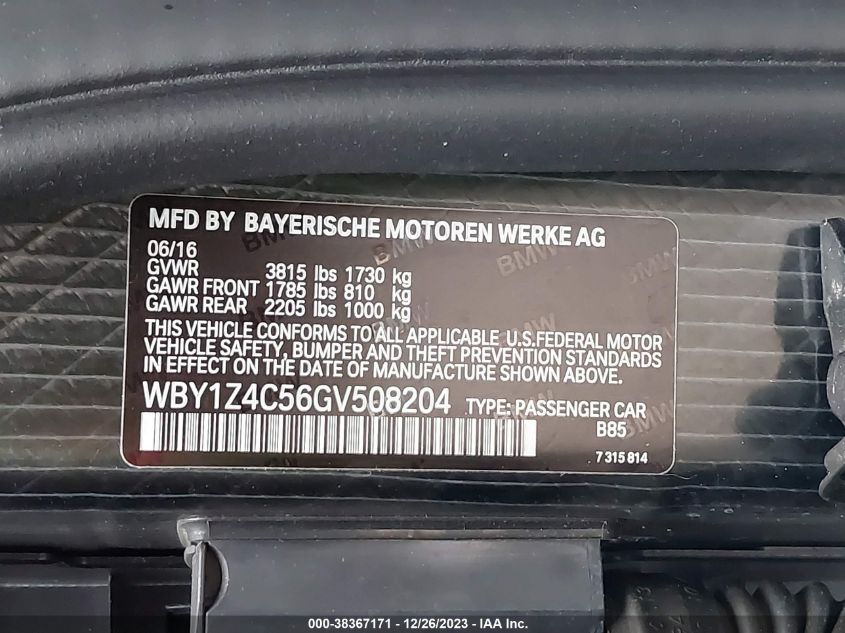 MFD BY BAYERISCHE MOTOREN WERKE AG
06/16
GVWR 3815 lbs 1730 kg
GAWR FRONT 1785 lbs 810 kg
GAWR REAR 2205 lbs 1000 kg
THIS VEHICLE CONFORMS TO ALL APPLICABLE U.S.FEDERAL MOTOR
VEHICLE SAFETY, BUMPER AND THEFT PREVENTION STANDARDS
IN EFFECT ON THE DATE OF MANUFACTURE SHOWN ABOVE.
WBY1Z4C56GV508204 TYPE: PASSENGER CAR
B85
7 315 814
000-38367171 - 12/26/2023 - IAA Inc.